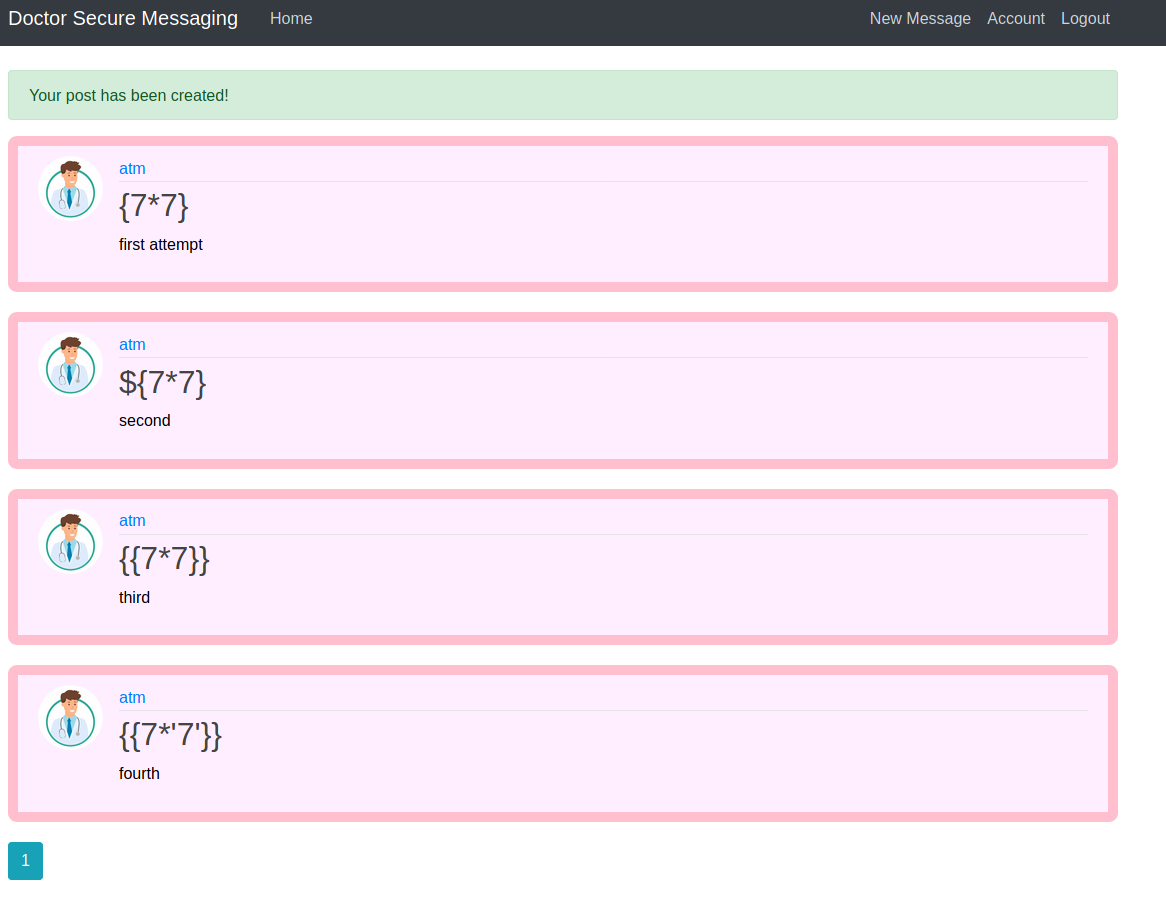 Doctor Secure Messaging Home New Message Account Logout
Your post has been created!
atm
{7*7}
first attempt
atm
${7*7}
second
atm
{{7*7}}
third
atm
{{7*'7'}}
fourth
1